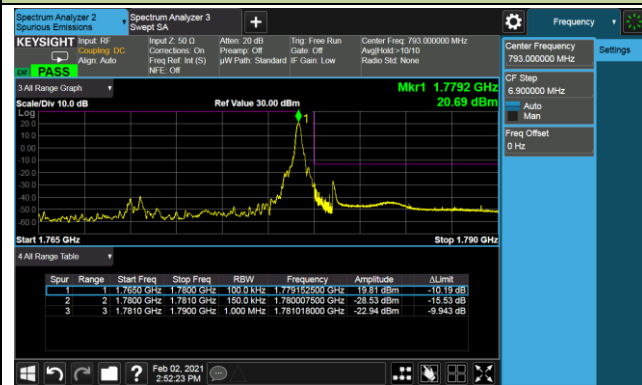 Spectrum Analyzer 2
Spurious Emissions
Spectrum Analyzer 3
Swept SA
Frequency
KEYSIGHT
Input: RF
Coupling: DC
Align: Auto
Input Z: 50 Ω
Corrections: On
Freq Ref: Int (S)
NFE: Off
Atten: 20 dB
Preamp: Off
µW Path: Standard
Trig: Free Run
Gate: Off
IF Gain: Low
Center Freq: 793.000000 MHz
Avg|Hold:>10/10
Radio Std: None
PASS
Center Frequency
793.000000 MHz
Settings
CF Step
6.900000 MHz
Auto
Man
Freq Offset
0 Hz
3 All Range Graph
Mkr1 1.7792 GHz
Scale/Div 10.0 dB
Ref Value 30.00 dBm
20.69 dBm
Log
1
20.0
10.0
0.00
-10.0
-20.0
-30.0
-40.0
-50.0
-60.0
Start 1.765 GHz
Stop 1.790 GHz
4 All Range Table
Spur Range Start Freq Stop Freq RBW Frequency Amplitude ΔLimit
1 1 1.7650 GHz 1.7800 GHz 100.0 kHz 1.779152500 GHz 19.81 dBm -10.19 dB
2 2 1.7800 GHz 1.7810 GHz 150.0 kHz 1.780007500 GHz -28.53 dBm -15.53 dB
3 3 1.7810 GHz 1.7900 GHz 1.000 MHz 1.781018000 GHz -22.94 dBm -9.943 dB
Feb 02, 2021
2:52:23 PM